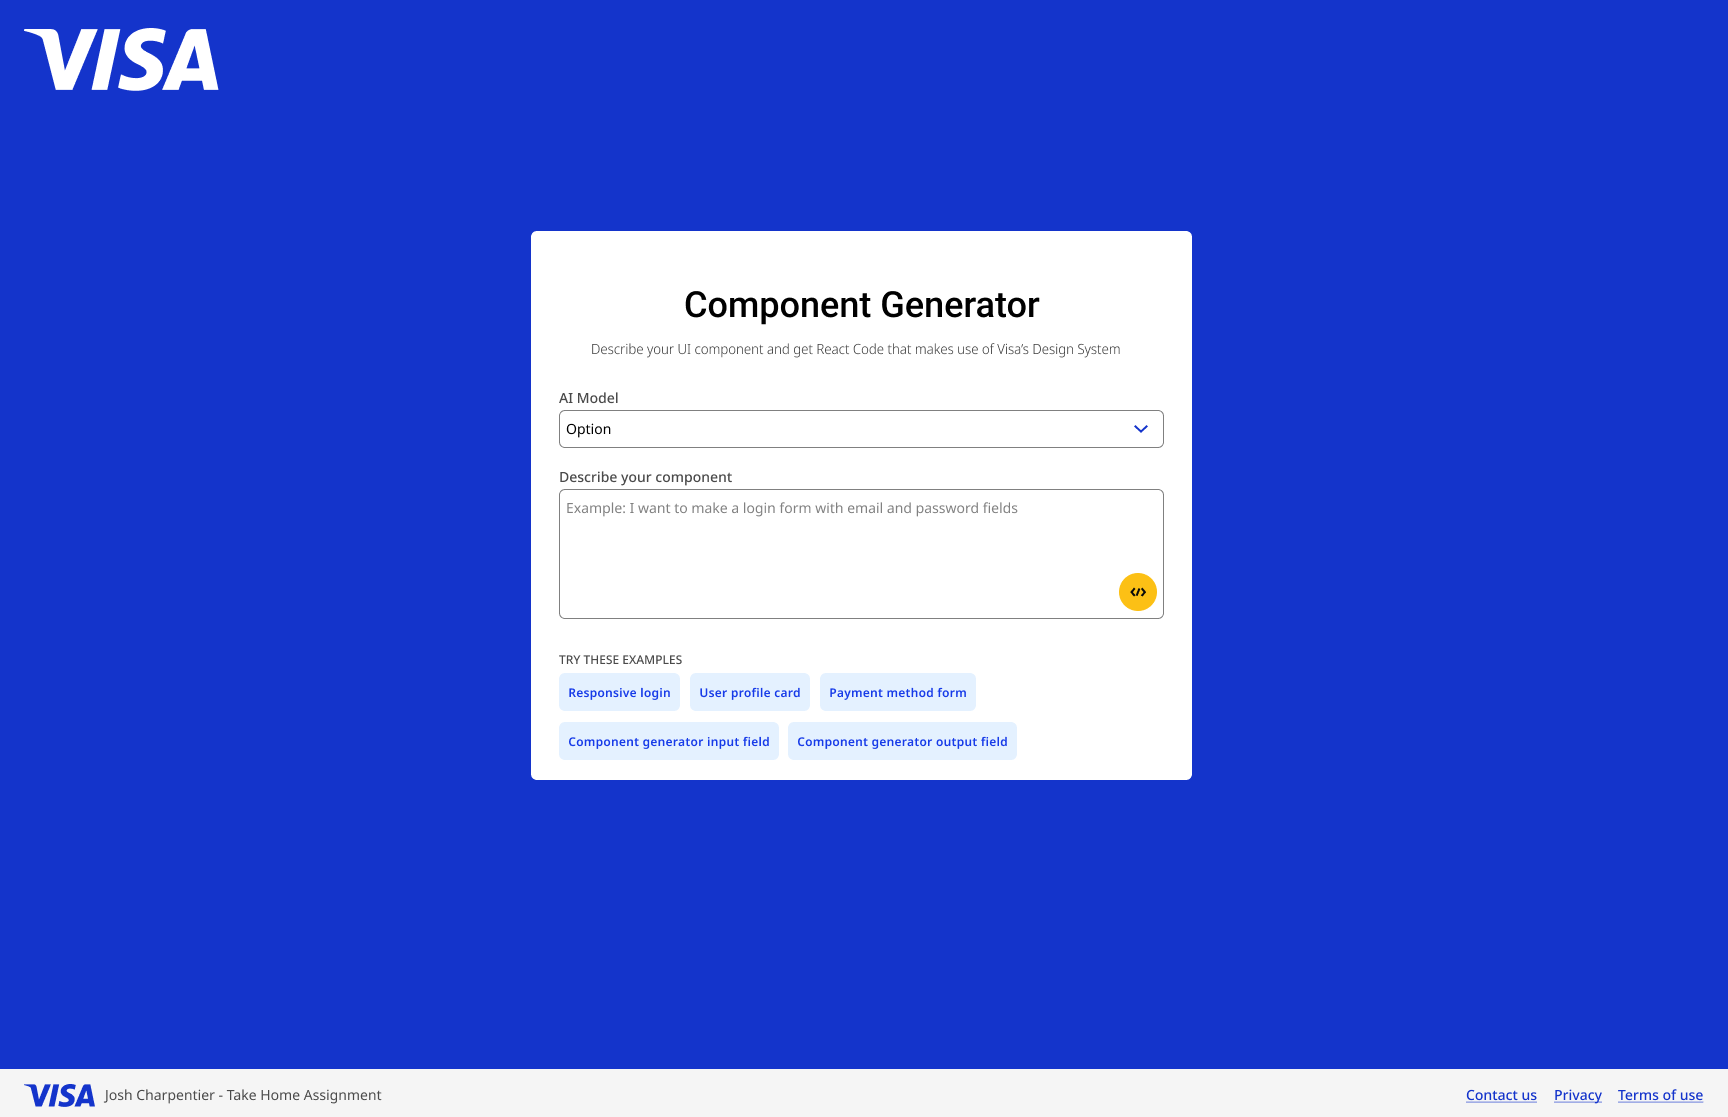 VISA
Component Generator
Describe your UI component and get React Code that makes use of Visa’s Design System
AI Model
Option
Describe your component
Example: I want to make a login form with email and password fields
TRY THESE EXAMPLES
Responsive login
User profile card
Payment method form
Component generator input field
Component generator output field
VISA
Josh Charpentier - Take Home Assignment
Contact us
Privacy
Terms of use